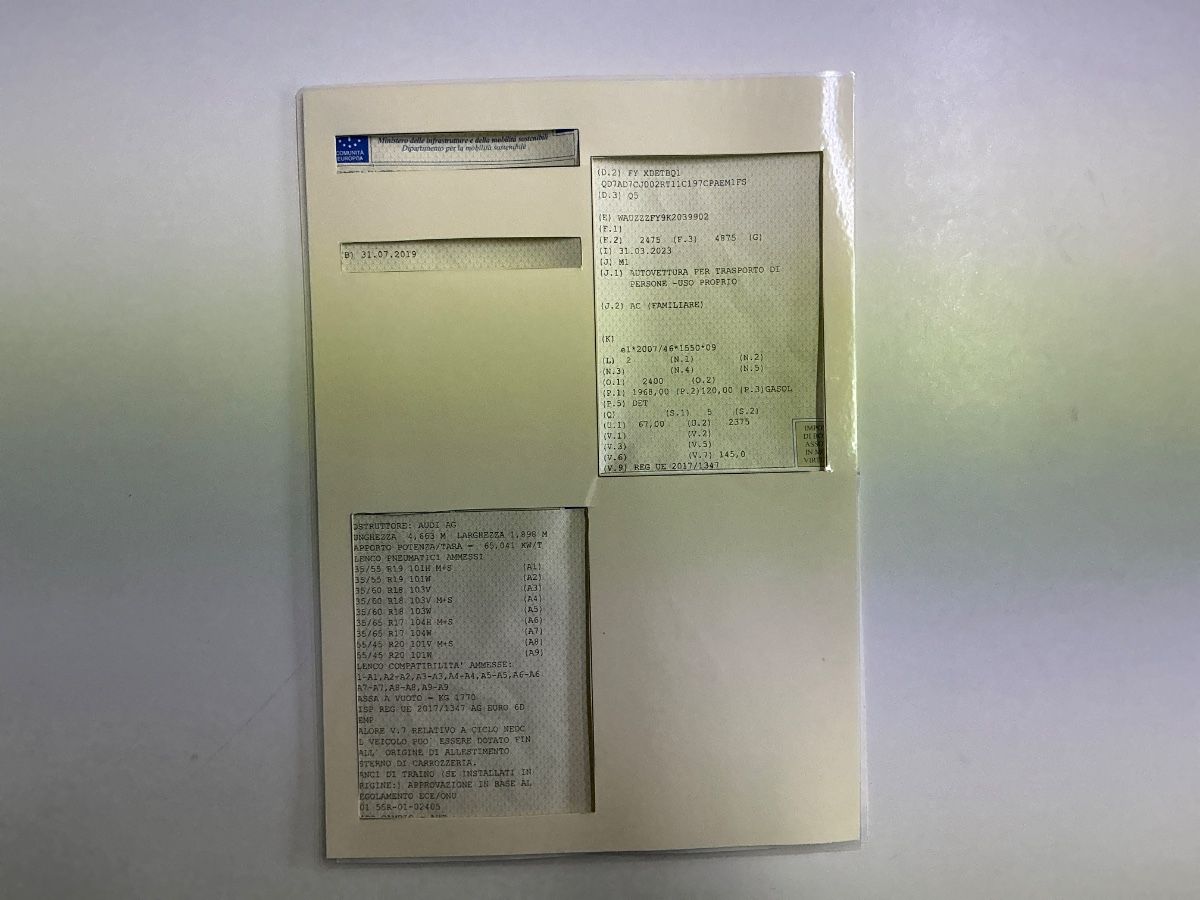 COMUNITÀ
EUROPEA
Ministero delle infrastrutture e della mobilità sostenibili
Dipartimento per la mobilità sostenibile
B) 31.07.2019
(D.2) FY XDETBQ1
QD7AD7CJ002RT11C197CPAEM1FS
(D.3) Q5
(E) WAUZZZFY9K2039902
(F.1)
(F.2) 2475 (F.3) 4875 (G)
(I) 31.03.2023
(J) M1
(J.1) AUTOVETTURA PER TRASPORTO DI
PERSONE -USO PROPRIO
(J.2) AC (FAMILIARE)
(K)
e1*2007/46*1550*09
(L) 2 (N.1) (N.2)
(N.3) (N.4) (N.5)
(O.1) 2400 (O.2)
(P.1) 1968,00 (P.2)120,00 (P.3)GASOL
(P.5) DET
(Q) (S.1) 5 (S.2)
(U.1) 67,00 (U.2) 2375
(V.1) (V.2)
(V.3) (V.5)
(V.6) (V.7) 145,0
(V.9) REG UE 2017/1347
IMPO
DI BO
ASSO
IN MO
VIRT
OSTRUTTORE: AUDI AG
UNGHEZZA 4,663 M LARGHEZZA 1,898 M
APPORTO POTENZA/TARA = 65,041 KW/T
LENCO PNEUMATICI AMMESSI
35/55 R19 101H M+S (A1)
35/55 R19 101W (A2)
35/60 R18 103V (A3)
35/60 R18 103V M+S (A4)
35/60 R18 103W (A5)
35/65 R17 104H M+S (A6)
35/65 R17 104W (A7)
55/45 R20 101V M+S (A8)
55/45 R20 101W (A9)
LENCO COMPATIBILITA' AMMESSE:
1-A1,A2-A2,A3-A3,A4-A4,A5-A5,A6-A6
A7-A7,A8-A8,A9-A9
ASSA A VUOTO = KG 1770
ISP REG UE 2017/1347 AG EURO 6D
EMP
ALORE V.7 RELATIVO A CICLO NEDC
L VEICOLO PUO' ESSERE DOTATO FIN
ALL' ORIGINE DI ALLESTIMENTO
STERNO DI CARROZZERIA.
ANCI DI TRAINO (SE INSTALLATI IN
RIGINE:) APPROVAZIONE IN BASE AL
EGOLAMENTO ECE/ONU
01 55R-01-02405